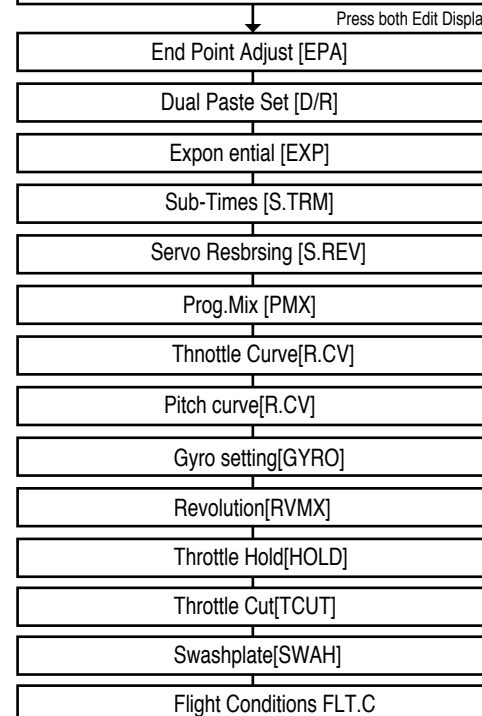 Press both Edit Displa
End Point Adjust [EPA]
Dual Paste Set [D/R]
Expon ential [EXP]
Sub-Times [S.TRM]
Servo Resbrsing [S.REV]
Prog.Mix [PMX]
Thnottle Curve[R.CV]
Pitch curve[R.CV]
Gyro setting[GYRO]
Revolution[RVMX]
Throttle Hold[HOLD]
Throttle Cut[TCUT]
Swashplate[SWAH]
Flight Conditions FLT.C